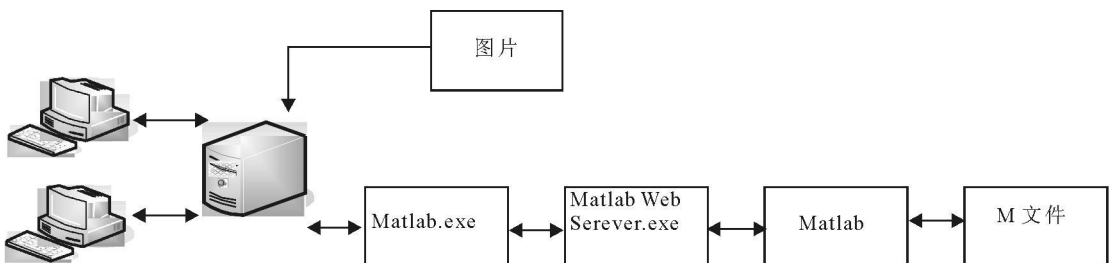 图片
Matlab.exe
Matlab Web
Serever.exe
Matlab
M 文件